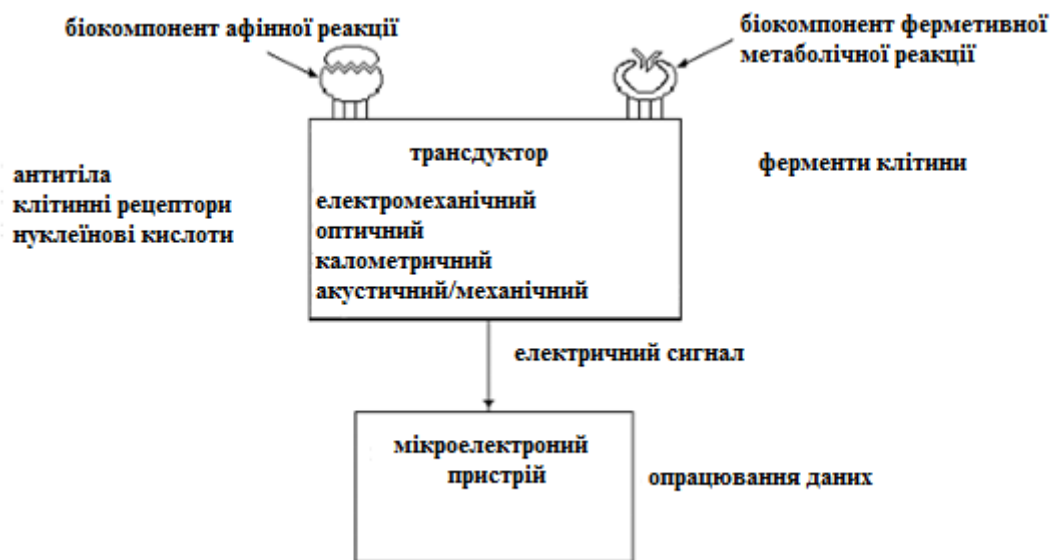 біокомпонент афінної реакції
біокомпонент ферметивної
метаболічної реакції
трансдуктор
антитіла
клітинні рецептори
нуклеїнові кислоти
електромеханічний
оптичний
калометричний
акустичний/механічний
ферменти клітини
електричний сигнал
мікроелектроний
пристрій
опрацювання даних